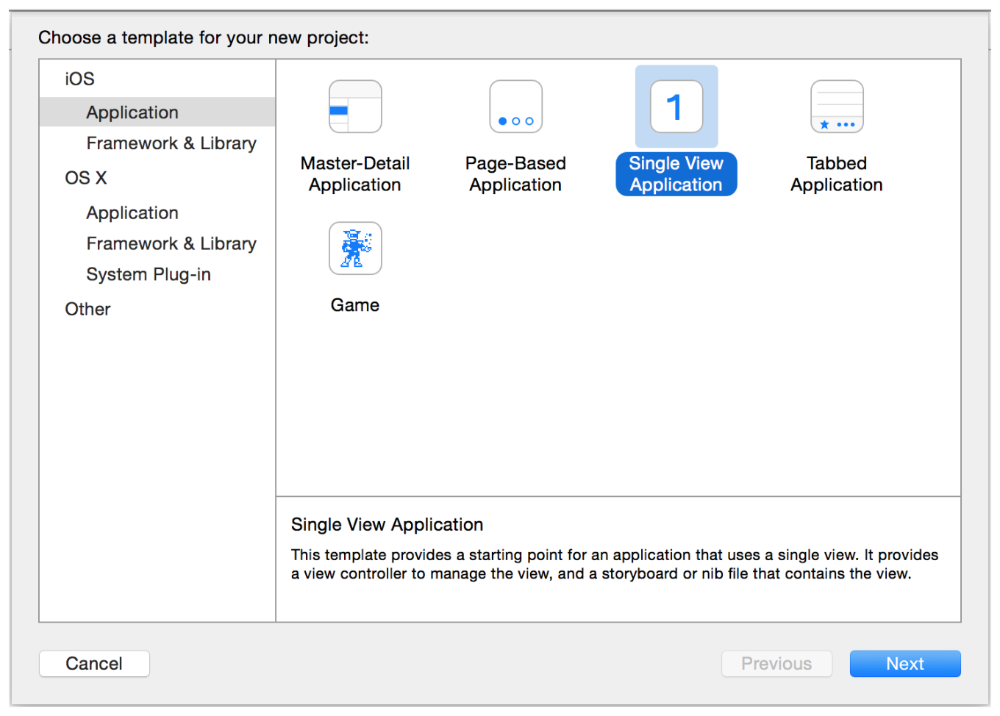 Choose a template for your new project:
iOS
Application
Framework & Library
OS X
Application
Framework & Library
System Plug-in
Other
Master-Detail
Application
Page-Based
Application
1
Single View
Application
Tabbed
Application
Game
Single View Application
This template provides a starting point for an application that uses a single view. It provides
a view controller to manage the view, and a storyboard or nib file that contains the view.
Cancel
Previous
Next